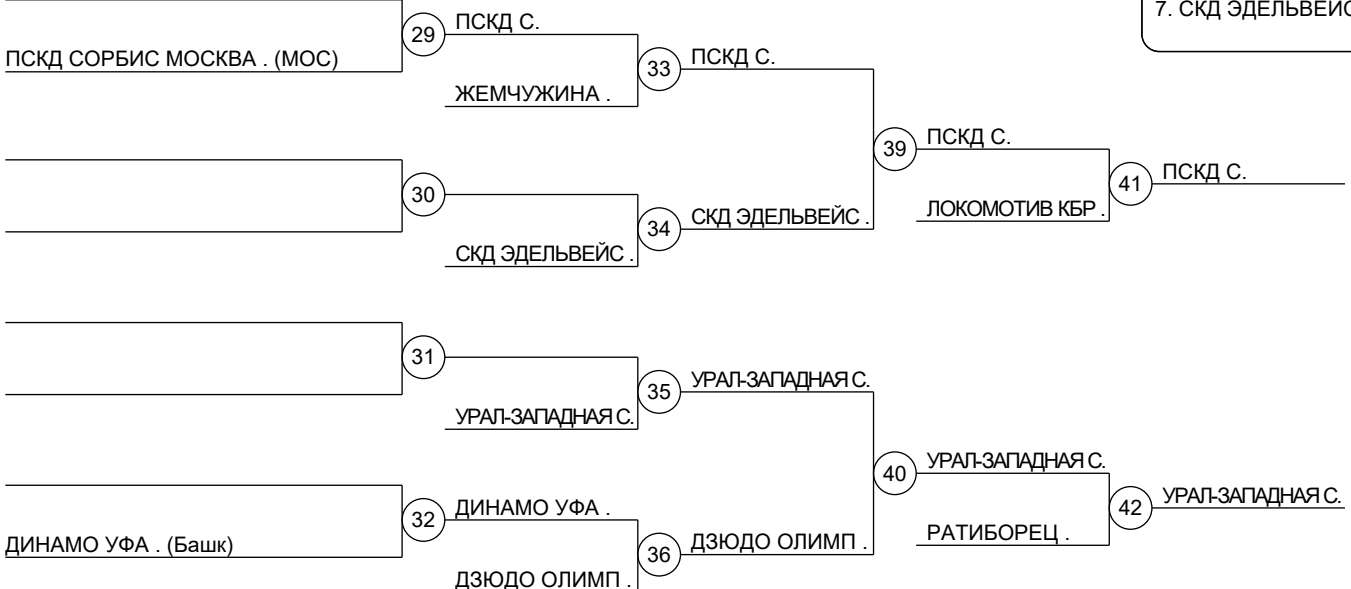 7. СКД ЭДЕЛЬВЕЙС
29
ПСКД С.
ПСКД СОРБИС МОСКВА . (МОС)
33
ПСКД С.
ЖЕМЧУЖИНА .
39
ПСКД С.
41
ПСКД С.
30
ЛОКОМОТИВ КБР .
34
СКД ЭДЕЛЬВЕЙС .
СКД ЭДЕЛЬВЕЙС .
31
35
УРАЛ-ЗАПАДНАЯ С.
УРАЛ-ЗАПАДНАЯ С.
40
УРАЛ-ЗАПАДНАЯ С.
42
УРАЛ-ЗАПАДНАЯ С.
32
ДИНАМО УФА .
РАТИБОРЕЦ .
ДИНАМО УФА . (Башк)
36
ДЗЮДО ОЛИМП .
ДЗЮДО ОЛИМП .